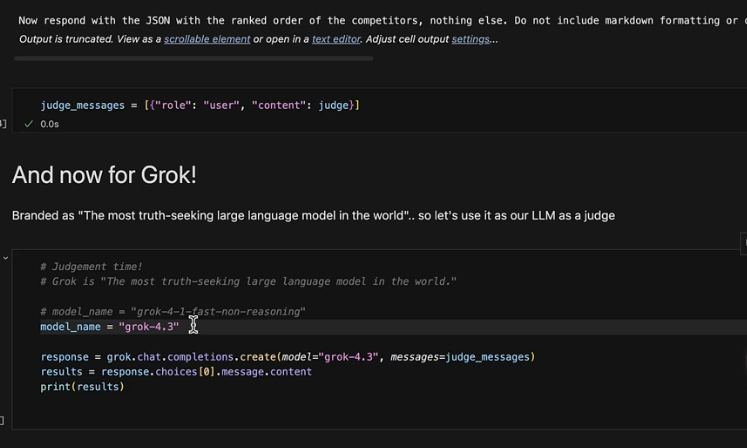 Now respond with the JSON with the ranked order of the competitors, nothing else. Do not include markdown formatting or
Output is truncated. View as a scrollable element or open in a text editor. Adjust cell output settings...
judge_messages = [{"role": "user", "content": judge}]
0.0s
And now for Grok!
Branded as "The most truth-seeking large language model in the world".. so let's use it as our LLM as a judge
# Judgement time!
# Grok is "The most truth-seeking large language model in the world."
# model_name = "grok-4-1-fast-non-reasoning"
model_name = "grok-4.3"
response = grok.chat.completions.create(model="grok-4.3", messages=judge_messages)
results = response.choices[0].message.content
print(results)